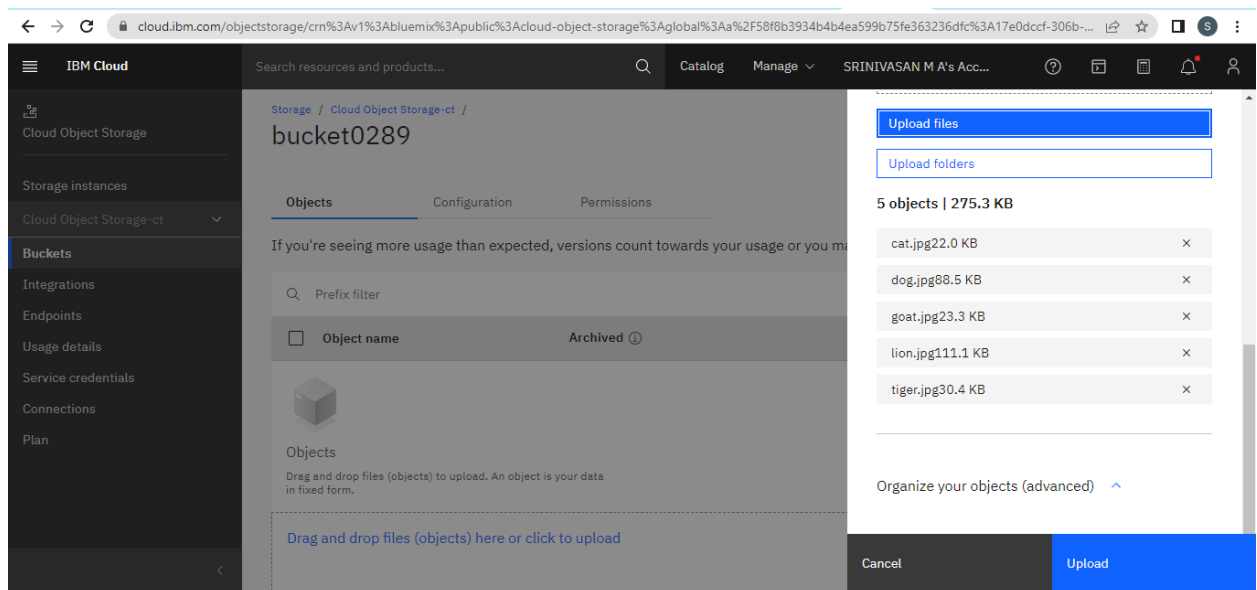 cloud.ibm.com/objectstorage/crn%3Av1%3Abluemix%3Apublic%3Acloud-object-storage%3Aglobal%3Aa%2F58f8b3934b4b4ea599b75fe363236dfc%3A17e0dccf-306b-...
S
IBM Cloud
Search resources and products...
Catalog
Manage
SRINIVASAN M A's Acc...
Cloud Object Storage
Storage instances
Cloud Object Storage-ct
Buckets
Integrations
Endpoints
Usage details
Service credentials
Connections
Plan
Storage / Cloud Object Storage-ct /
bucket0289
Objects Configuration Permissions
If you're seeing more usage than expected, versions count towards your usage or you ma
Prefix filter
Object name Archived
Objects
Drag and drop files (objects) to upload. An object is your data
in fixed form.
Drag and drop files (objects) here or click to upload
Upload files
Upload folders
5 objects | 275.3 KB
cat.jpg22.0 KB
dog.jpg88.5 KB
goat.jpg23.3 KB
lion.jpg111.1 KB
tiger.jpg30.4 KB
Organize your objects (advanced)
Cancel
Upload